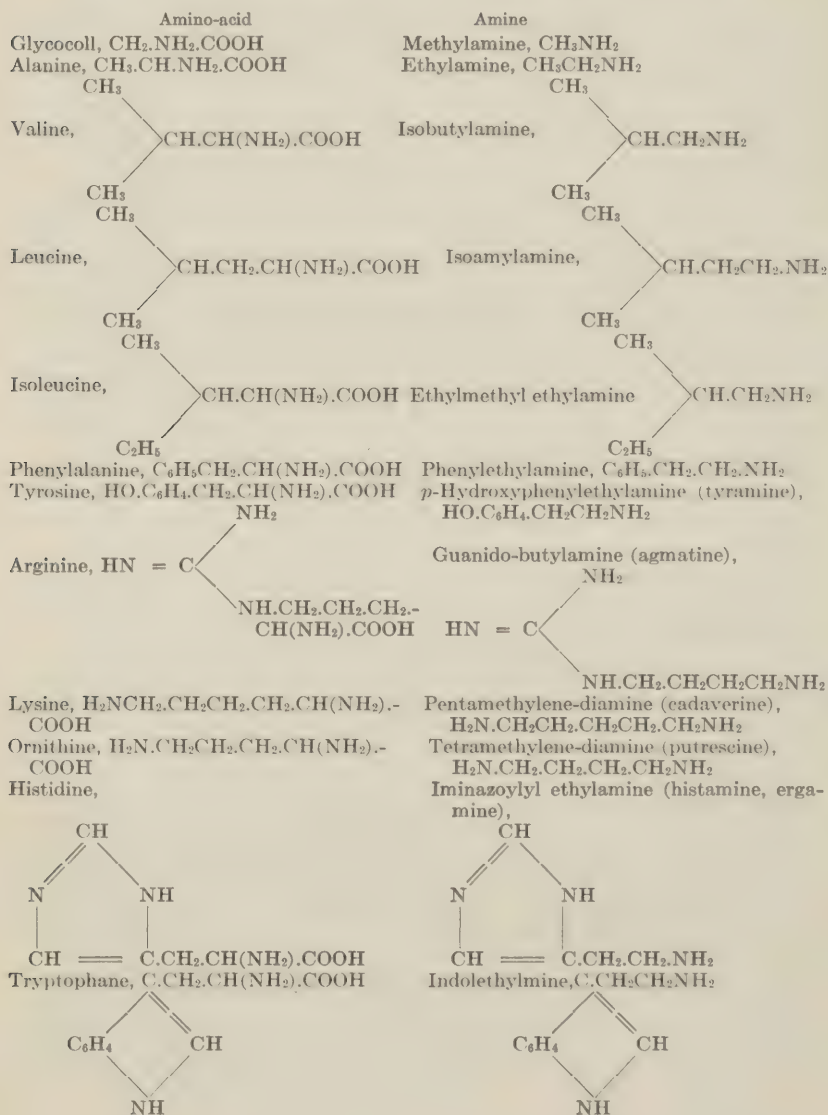 Amino-acid Amine
Glycocoll, CH₂.NH₂.COOH Methylamine, CH₃NH₂
Alanine, CH₃.CH.NH₂.COOH Ethylamine, CH₃CH₂NH₂
CH₃ CH₃
Valine, CH.CH(NH₂).COOH Isobutylamine, CH.CH₂NH₂
CH₃ CH₃
CH₃ CH₃
Leucine, CH.CH₂.CH(NH₂).COOH Isoamylamine, CH.CH₂CH₂.NH₂
CH₃ CH₃
CH₃ CH₃
Isoleucine, CH.CH(NH₂).COOH Ethylmethyl ethylamine CH.CH₂NH₂
C₂H₅ C₂H₅
Phenylalanine, C₆H₅CH₂.CH(NH₂).COOH Phenylethylamine, C₆H₅.CH₂.CH₂.NH₂
Tyrosine, HO.C₆H₄.CH₂.CH(NH₂).COOH p-Hydroxyphenylethylamine (tyramine),
NH₂ HO.C₆H₄.CH₂CH₂NH₂
Arginine, HN = C Guanido-butylamine (agmatine),
NH₂
NH.CH₂.CH₂.CH₂.-
CH(NH₂).COOH HN = C
NH.CH₂.CH₂CH₂CH₂NH₂
Lysine, H₂NCH₂.CH₂CH₂.CH₂.CH(NH₂).- Pentamethylene-diamine (cadaverine),
COOH H₂N.CH₂CH₂.CH₂CH₂.CH₂NH₂
Ornithine, H₂N.CH₂CH₂.CH₂.CH(NH₂).- Tetramethylene-diamine (putrescine),
COOH H₂N.CH₂.CH₂.CH₂.CH₂NH₂
Histidine, Iminazoylyl ethylamine (histamine, erga-
mine),
CH CH
N NH N NH
CH = C.CH₂.CH(NH₂).COOH CH = C.CH₂.CH₂.NH₂
Tryptophane, C.CH₂.CH(NH₂).COOH Indolethylmine, C.CH₂CH₂NH₂
C₆H₄ CH C₆H₄ CH
NH NH